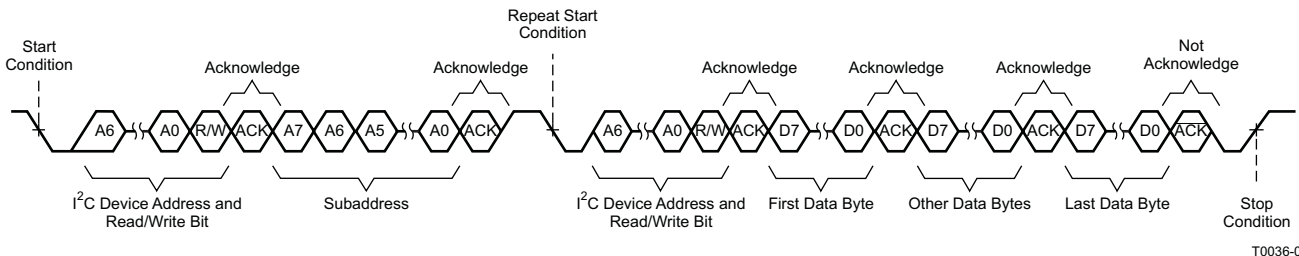 Repeat Start
Condition
Start
Condition
Not
Acknowledge
Acknowledge
Acknowledge
Acknowledge
Acknowledge
Acknowledge
A6 A0 R/W ACK A7 A6 A5 A0 ACK A6 A0 R/W ACK D7 D0 ACK D7 D0 ACK D7 D0 ACK
I²C Device Address and
Read/Write Bit
Subaddress
I²C Device Address and
Read/Write Bit
First Data Byte
Other Data Bytes
Last Data Byte
Stop
Condition
T0036-0